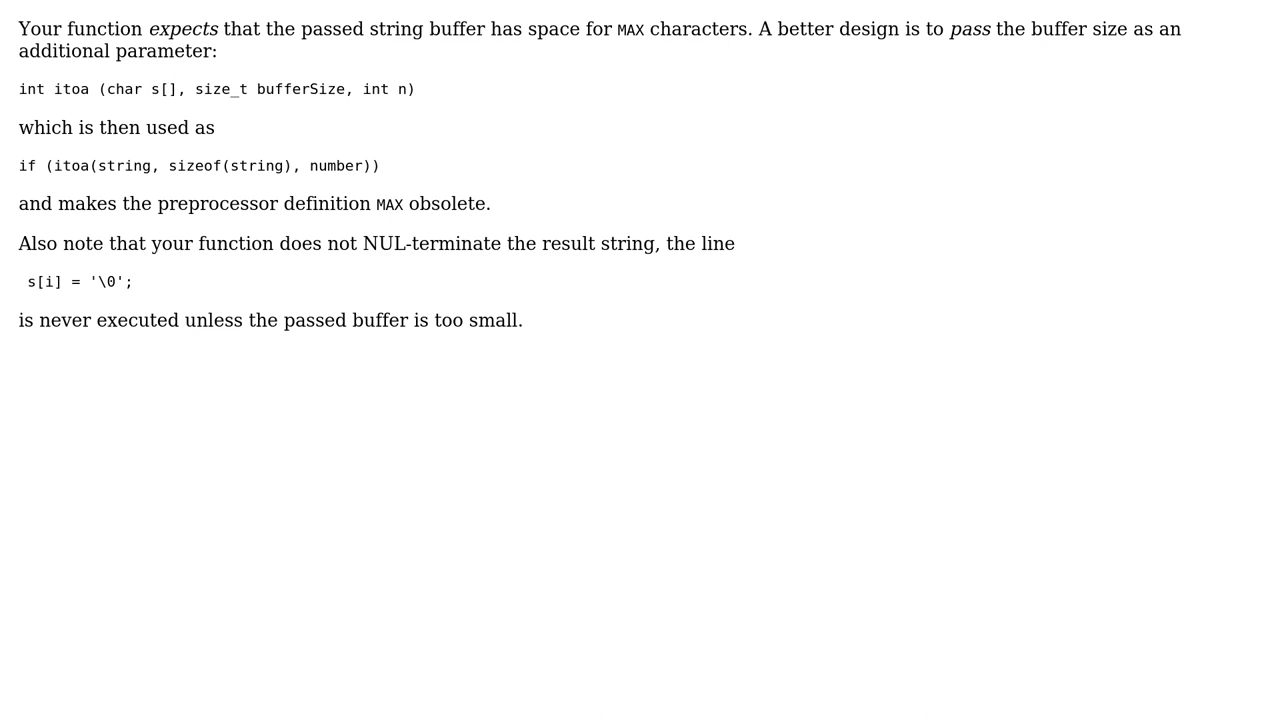 Your function expects that the passed string buffer has space for MAX characters. A better design is to pass the buffer size as an
additional parameter:
int itoa (char s[], size_t bufferSize, int n)
which is then used as
if (itoa(string, sizeof(string), number))
and makes the preprocessor definition MAX obsolete.
Also note that your function does not NUL-terminate the result string, the line
 s[i] = '\0';
is never executed unless the passed buffer is too small.